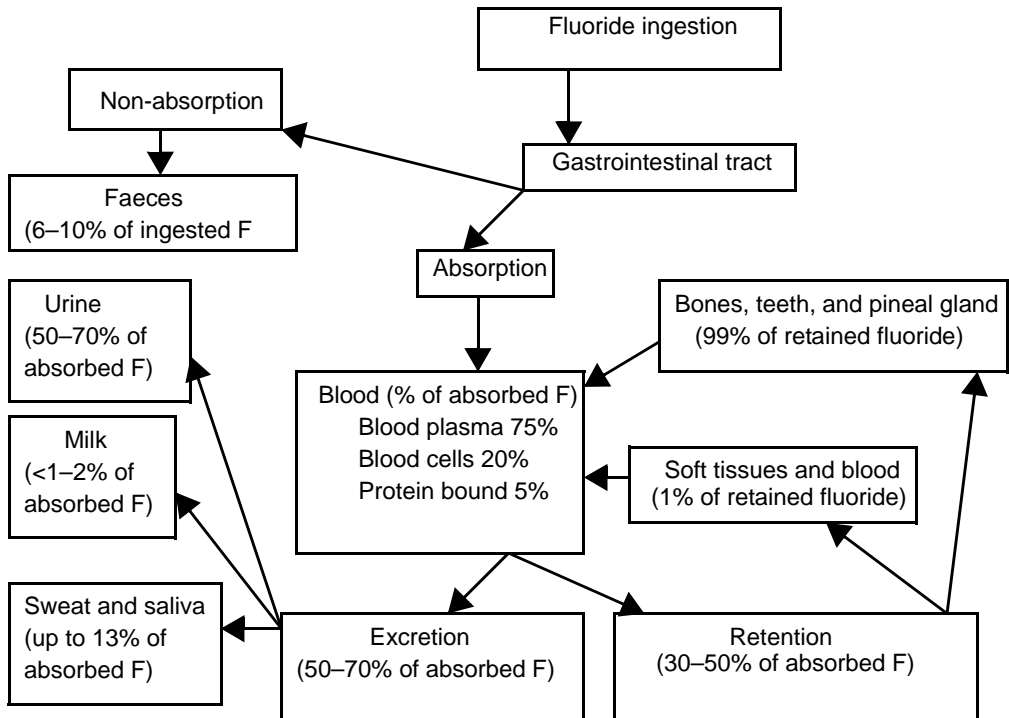 Fluoride ingestion
Non-absorption
Gastrointestinal tract
Faeces
(6–10% of ingested F
Absorption
Urine
(50–70% of
absorbed F)
Bones, teeth, and pineal gland
(99% of retained fluoride)
Blood (% of absorbed F)
Blood plasma 75%
Blood cells 20%
Protein bound 5%
Milk
(<1–2% of
absorbed F)
Soft tissues and blood
(1% of retained fluoride)
Sweat and saliva
(up to 13% of
absorbed F)
Excretion
(50–70% of absorbed F)
Retention
(30–50% of absorbed F)